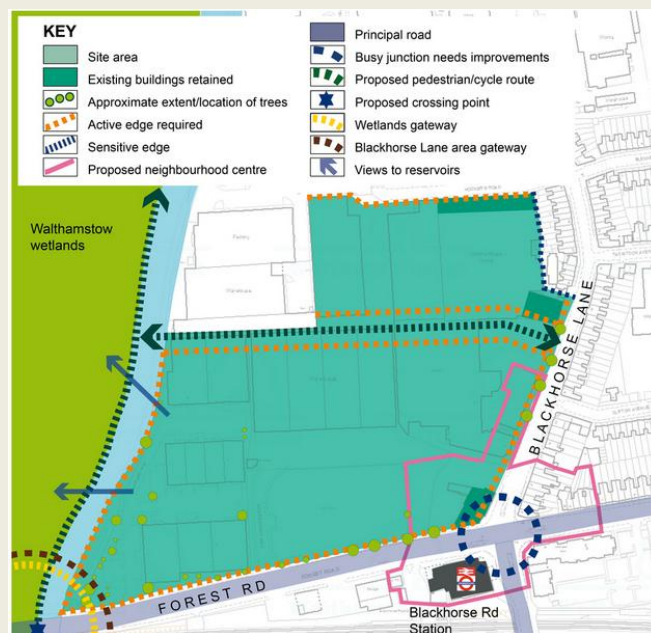 KEY
Site area
Existing buildings retained
Approximate extent/location of trees
Active edge required
Sensitive edge
Proposed neighbourhood centre
Principal road
Busy junction needs improvements
Proposed pedestrian/cycle route
Proposed crossing point
Wetlands gateway
Blackhorse Lane area gateway
Views to reservoirs
Walthamstow
wetlands
BLACKHORSE LANE
FOREST RD
Blackhorse Rd
Station